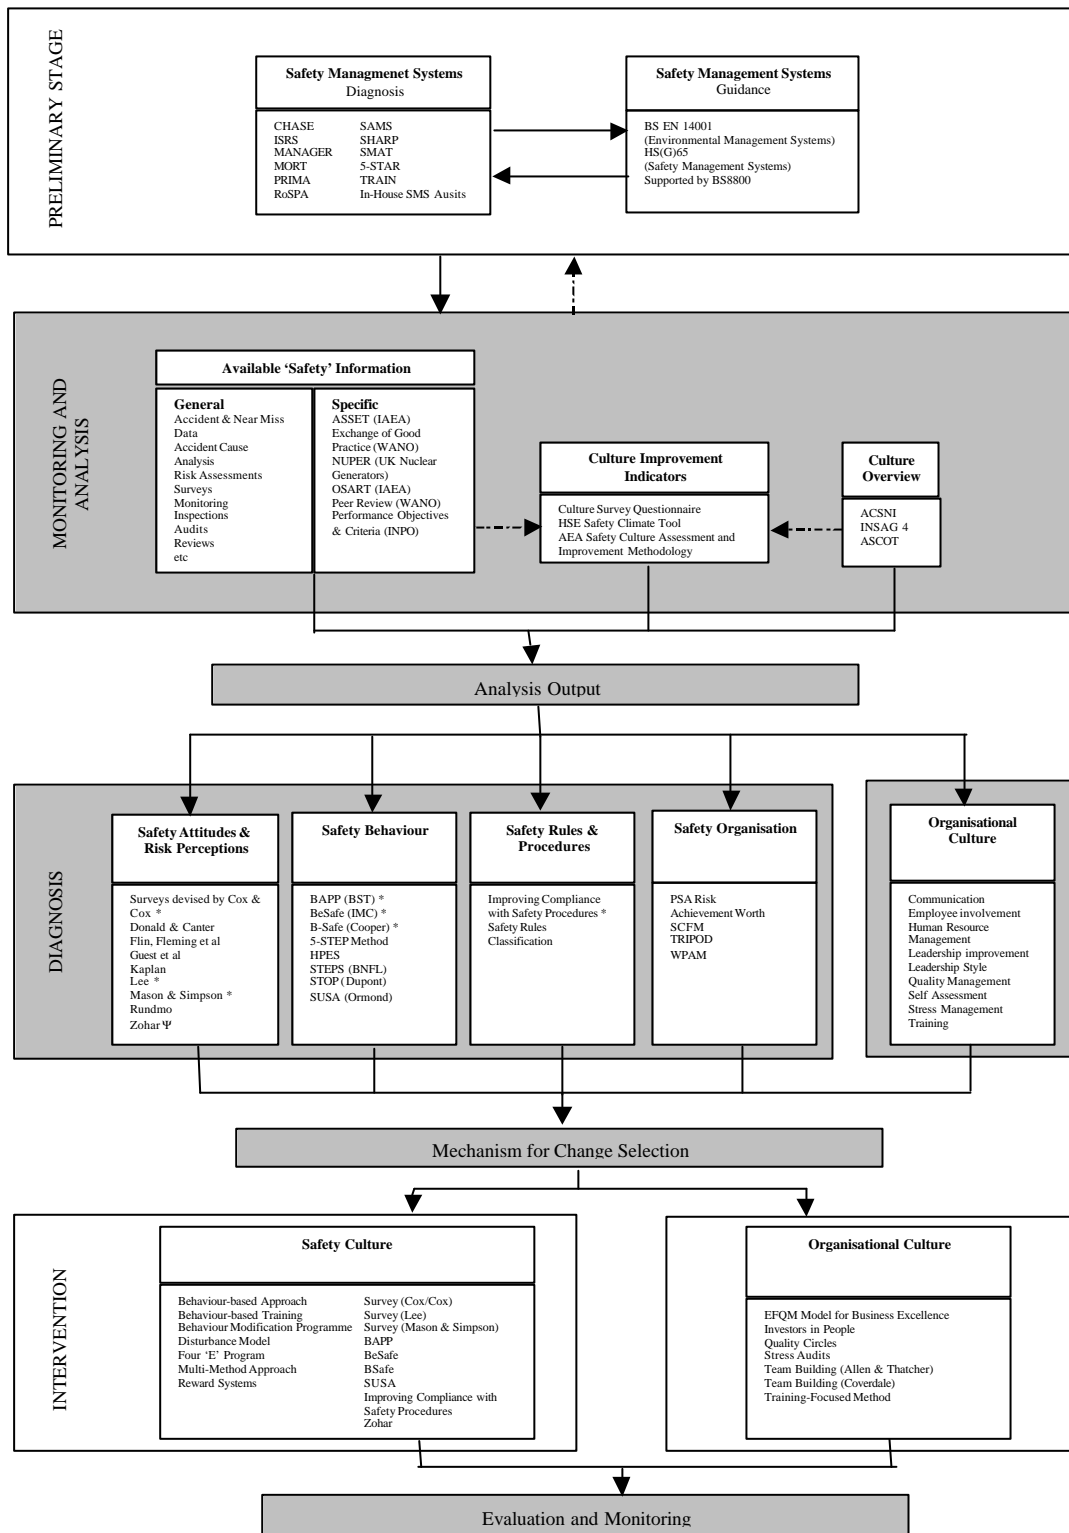 PRELIMINARY STAGE
Safety Managmenet Systems
Diagnosis
CHASE
ISRS
MANAGER
MORT
PRIMA
RoSPA
SAMS
SHARP
SMAT
5-STAR
TRAIN
In-House SMS Ausits
Safety Management Systems
Guidance
BS EN 14001
(Environmental Management Systems)
HS(G)65
(Safety Management Systems)
Supported by BS8800
MONITORING AND
ANALYSIS
Available ‘Safety’ Information
General
Accident & Near Miss
Data
Accident Cause
Analysis
Risk Assessments
Surveys
Monitoring
Inspections
Audits
Reviews
etc
Specific
ASSET (IAEA)
Exchange of Good
Practice (WANO)
NUPER (UK Nuclear
Generators)
OSART (IAEA)
Peer Review (WANO)
Performance Objectives
& Criteria (INPO)
Culture Improvement
Indicators
Culture Survey Questionnaire
HSE Safety Climate Tool
AEA Safety Culture Assessment and
Improvement Methodology
Culture
Overview
ACSNI
INSAG 4
ASCOT
Analysis Output
DIAGNOSIS
Safety Attitudes &
Risk Perceptions
Surveys devised by Cox &
Cox *
Donald & Canter
Flin, Fleming et al
Guest et al
Kaplan
Lee *
Mason & Simpson *
Rundmo
Zohar Ψ
Safety Behaviour
BAPP (BST) *
BeSafe (IMC) *
B-Safe (Cooper) *
5-STEP Method
HPES
STEPS (BNFL)
STOP (Dupont)
SUSA (Ormond)
Safety Rules &
Procedures
Improving Compliance
with Safety Procedures *
Safety Rules
Classification
Safety Organisation
PSA Risk
Achievement Worth
SCFM
TRIPOD
WPAM
Organisational
Culture
Communication
Employee involvement
Human Resource
Management
Leadership improvement
Leadership Style
Quality Management
Self Assessment
Stress Management
Training
Mechanism for Change Selection
INTERVENTION
Safety Culture
Behaviour-based Approach
Behaviour-based Training
Behaviour Modification Programme
Disturbance Model
Four ‘E’ Program
Multi-Method Approach
Reward Systems
Survey (Cox/Cox)
Survey (Lee)
Survey (Mason & Simpson)
BAPP
BeSafe
BSafe
SUSA
Improving Compliance with
Safety Procedures
Zohar
Organisational Culture
EFQM Model for Business Excellence
Investors in People
Quality Circles
Stress Audits
Team Building (Allen & Thatcher)
Team Building (Coverdale)
Training-Focused Method
Evaluation and Monitoring